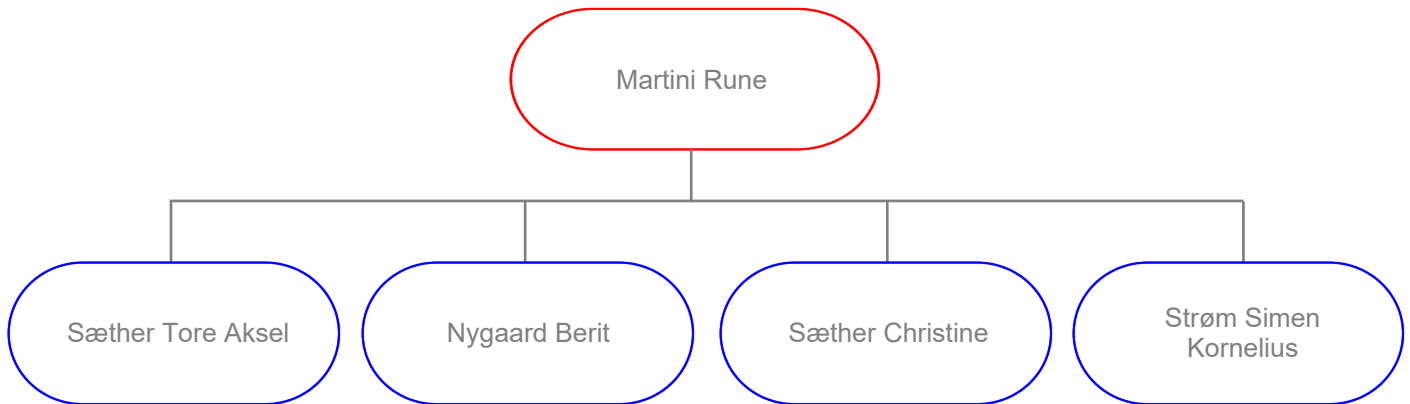 Martini Rune
Sæther Tore Aksel
Nygaard Berit
Sæther Christine
Strøm Simen
Kornelius